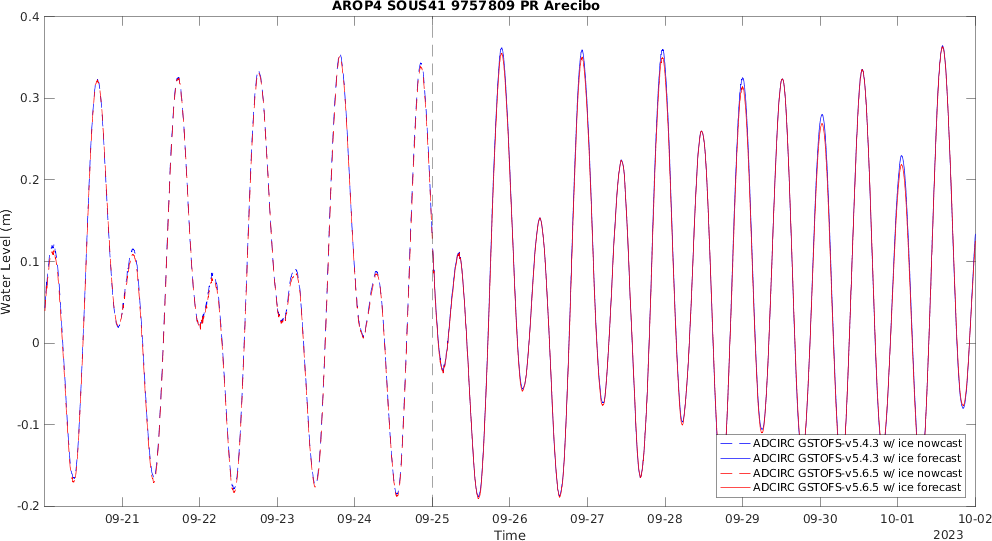 AROP4 SOUS41 9757809 PR Arecibo
0.4
0.3
0.2
0.1
0
-0.1
-0.2
Water Level (m)
ADCIRC GSTOFS-v5.4.3 w/ ice nowcast
ADCIRC GSTOFS-v5.4.3 w/ ice forecast
ADCIRC GSTOFS-v5.6.5 w/ ice nowcast
ADCIRC GSTOFS-v5.6.5 w/ ice forecast
09-21 09-22 09-23 09-24 09-25 09-26 09-27 09-28 09-29 09-30 10-01 10-02
Time
2023